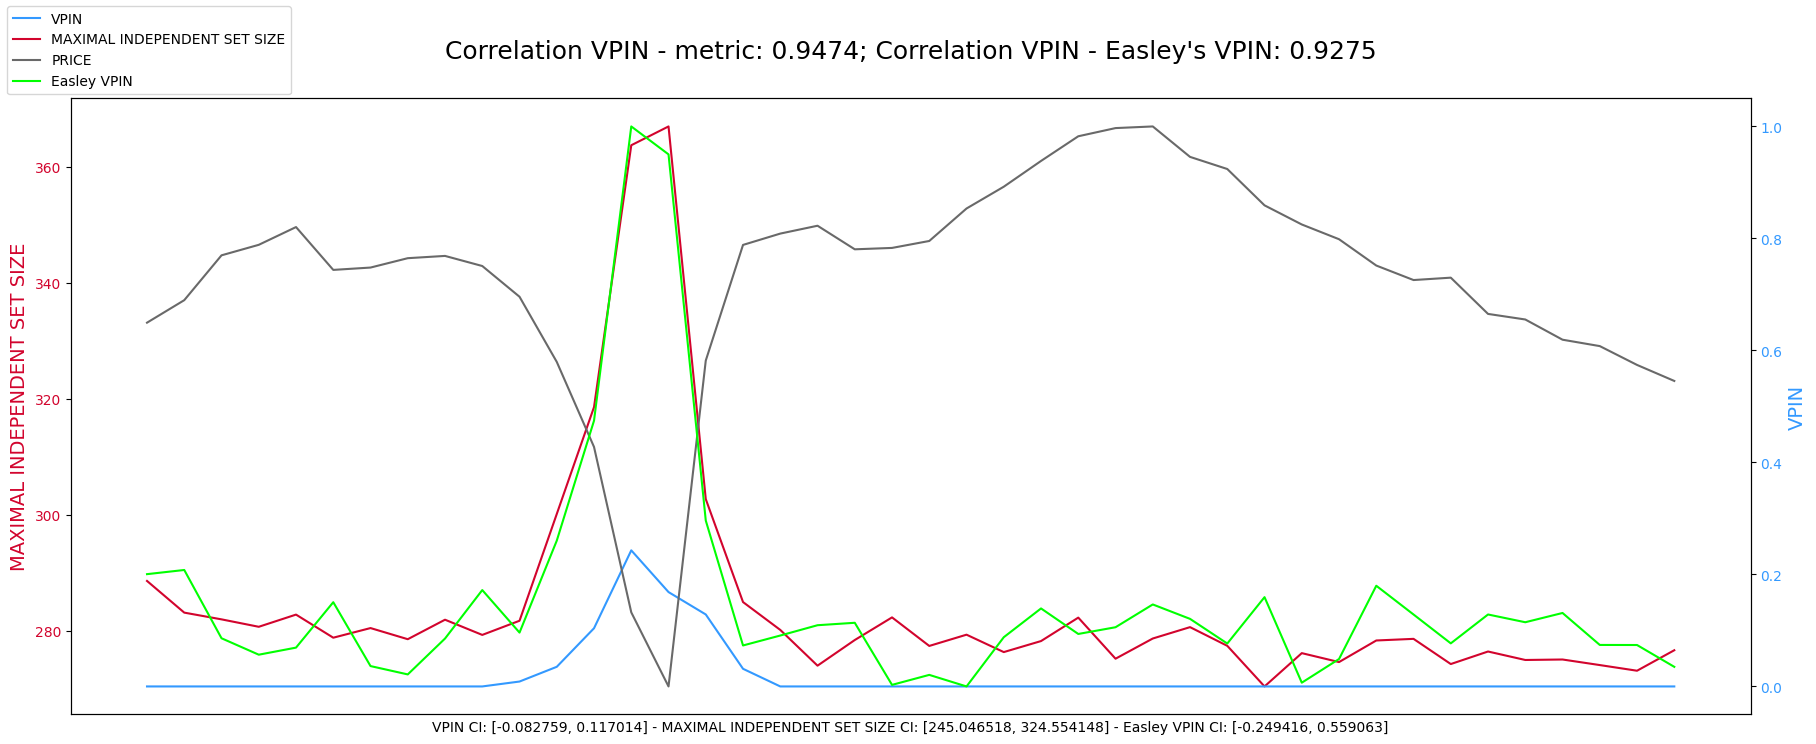 VPIN
MAXIMAL INDEPENDENT SET SIZE
PRICE
Easley VPIN
Correlation VPIN - metric: 0.9474; Correlation VPIN - Easley's VPIN: 0.9275
MAXIMAL INDEPENDENT SET SIZE
360
340
320
300
280
1.0
0.8
0.6
0.4
0.2
0.0
VPIN
VPIN CI: [-0.082759, 0.117014] - MAXIMAL INDEPENDENT SET SIZE CI: [245.046518, 324.554148] - Easley VPIN CI: [-0.249416, 0.559063]